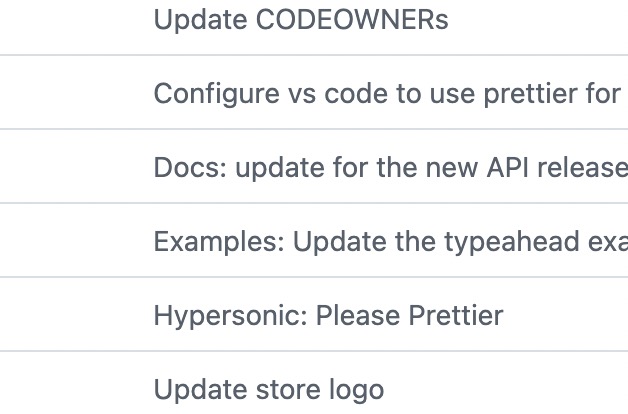 Update CODEOWNERs
Configure vs code to use prettier for
Docs: update for the new API release
Examples: Update the typeahead exa
Hypersonic: Please Prettier
Update store logo